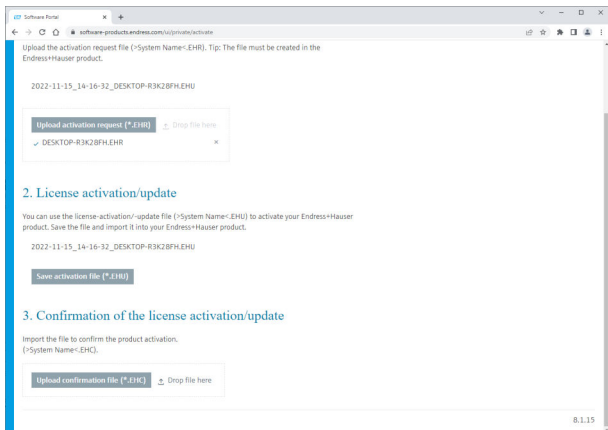 Software Portal
software-products.endress.com/ui/private/activate
Upload the activation request file (>System Name<.EHR). Tip: The file must be created in the
Endress+Hauser product.
2022-11-15_14-16-32_DESKTOP-R3K28FH.EHU
Upload activation request (*.EHR)
Drop file here
DESKTOP-R3K28FH.EHR
2. License activation/update
You can use the license-activation/-update file (>System Name<.EHU) to activate your Endress+Hauser
product. Save the file and import it into your Endress+Hauser product.
2022-11-15_14-16-32_DESKTOP-R3K28FH.EHU
Save activation file (*.EHU)
3. Confirmation of the license activation/update
Import the file to confirm the product activation.
(>System Name<.EHC).
Upload confirmation file (*.EHC)
Drop file here
8.1.15